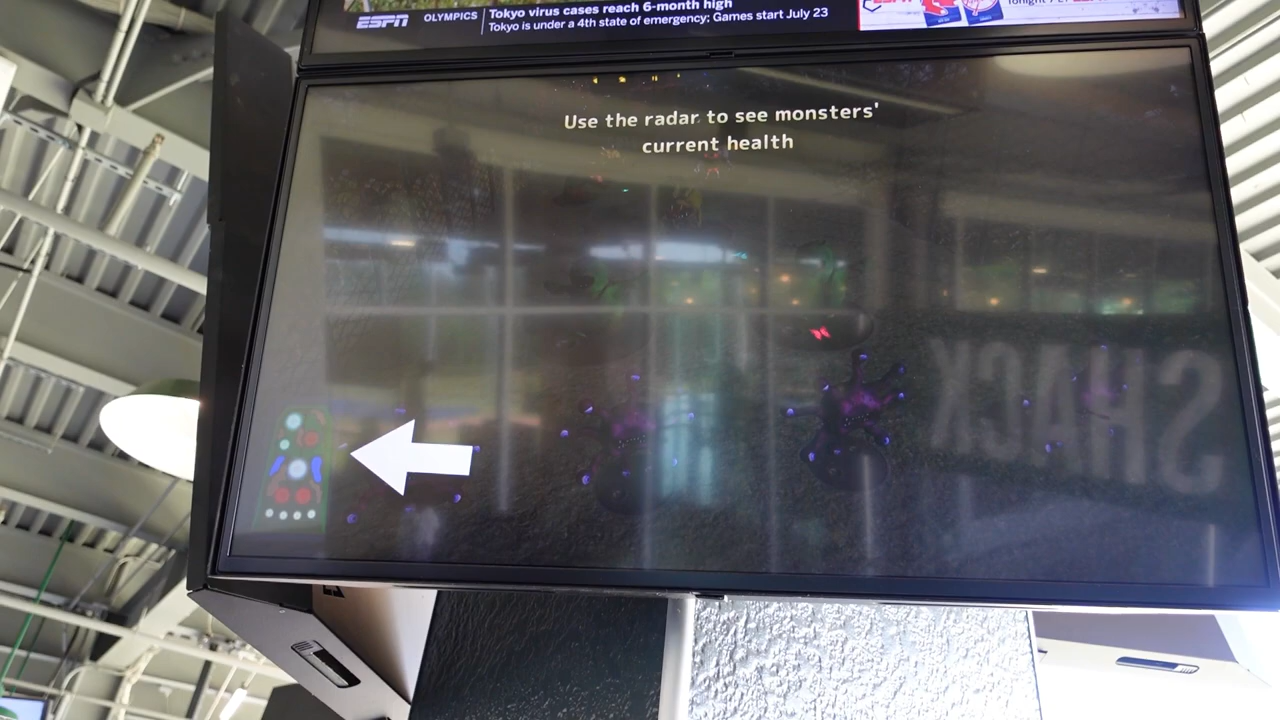 ESPN
OLYMPICS
Tokyo virus cases reach 6-month high
Tokyo is under a 4th state of emergency; Games start July 23
Use the radar to see monsters'
current health
SHACK